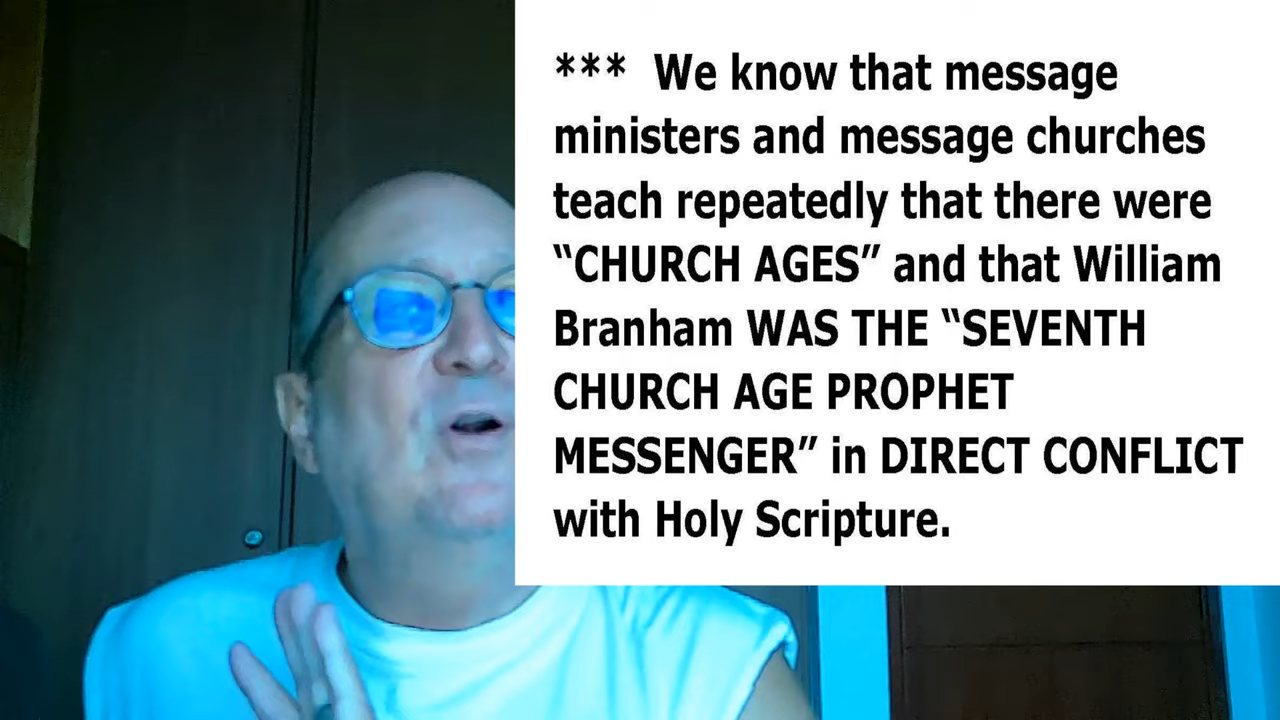 *** We know that message
ministers and message churches
teach repeatedly that there were
“CHURCH AGES” and that William
Branham WAS THE “SEVENTH
CHURCH AGE PROPHET
MESSENGER” in DIRECT CONFLICT
with Holy Scripture.